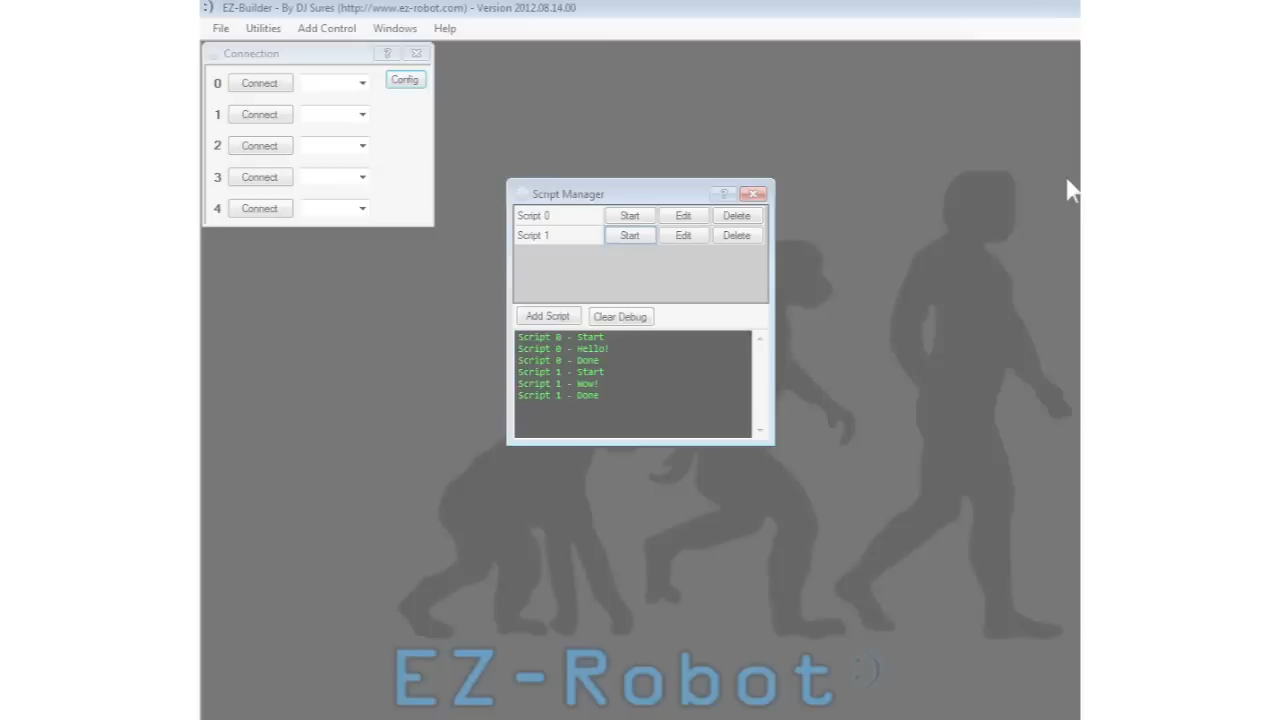 :) EZ-Builder - By DJ Sures (http://www.ez-robot.com) - Version 2012.08.14.00
File Utilities Add Control Windows Help
Connection ?
0 Connect Config
1 Connect
2 Connect
3 Connect
4 Connect
Script Manager ?
Script 0 Start Edit Delete
Script 1 Start Edit Delete
Add Script Clear Debug
Script 0 - Start
Script 0 - Hello!
Script 0 - Done
Script 1 - Start
Script 1 - Wow!
Script 1 - Done
EZ-Robot :)